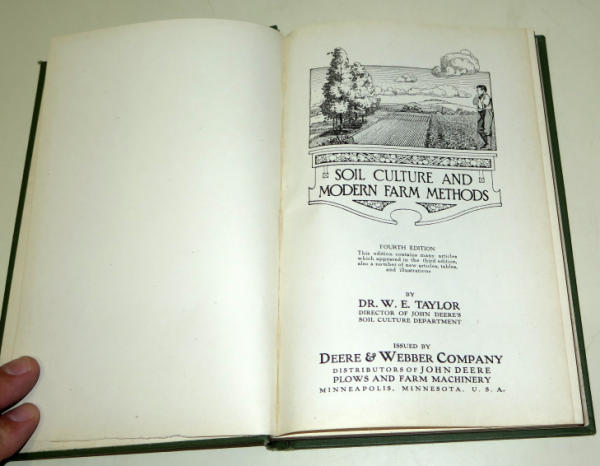 SOIL CULTURE AND
MODERN FARM METHODS
FOURTH EDITION
This edition contains many articles
which appeared in the third edition,
also a number of new articles, tables,
and illustrations
BY
DR. W. E. TAYLOR
DIRECTOR OF JOHN DEERE'S
SOIL CULTURE DEPARTMENT
ISSUED BY
DEERE & WEBBER COMPANY
DISTRIBUTORS OF JOHN DEERE
PLOWS AND FARM MACHINERY
MINNEAPOLIS, MINNESOTA, U. S. A.